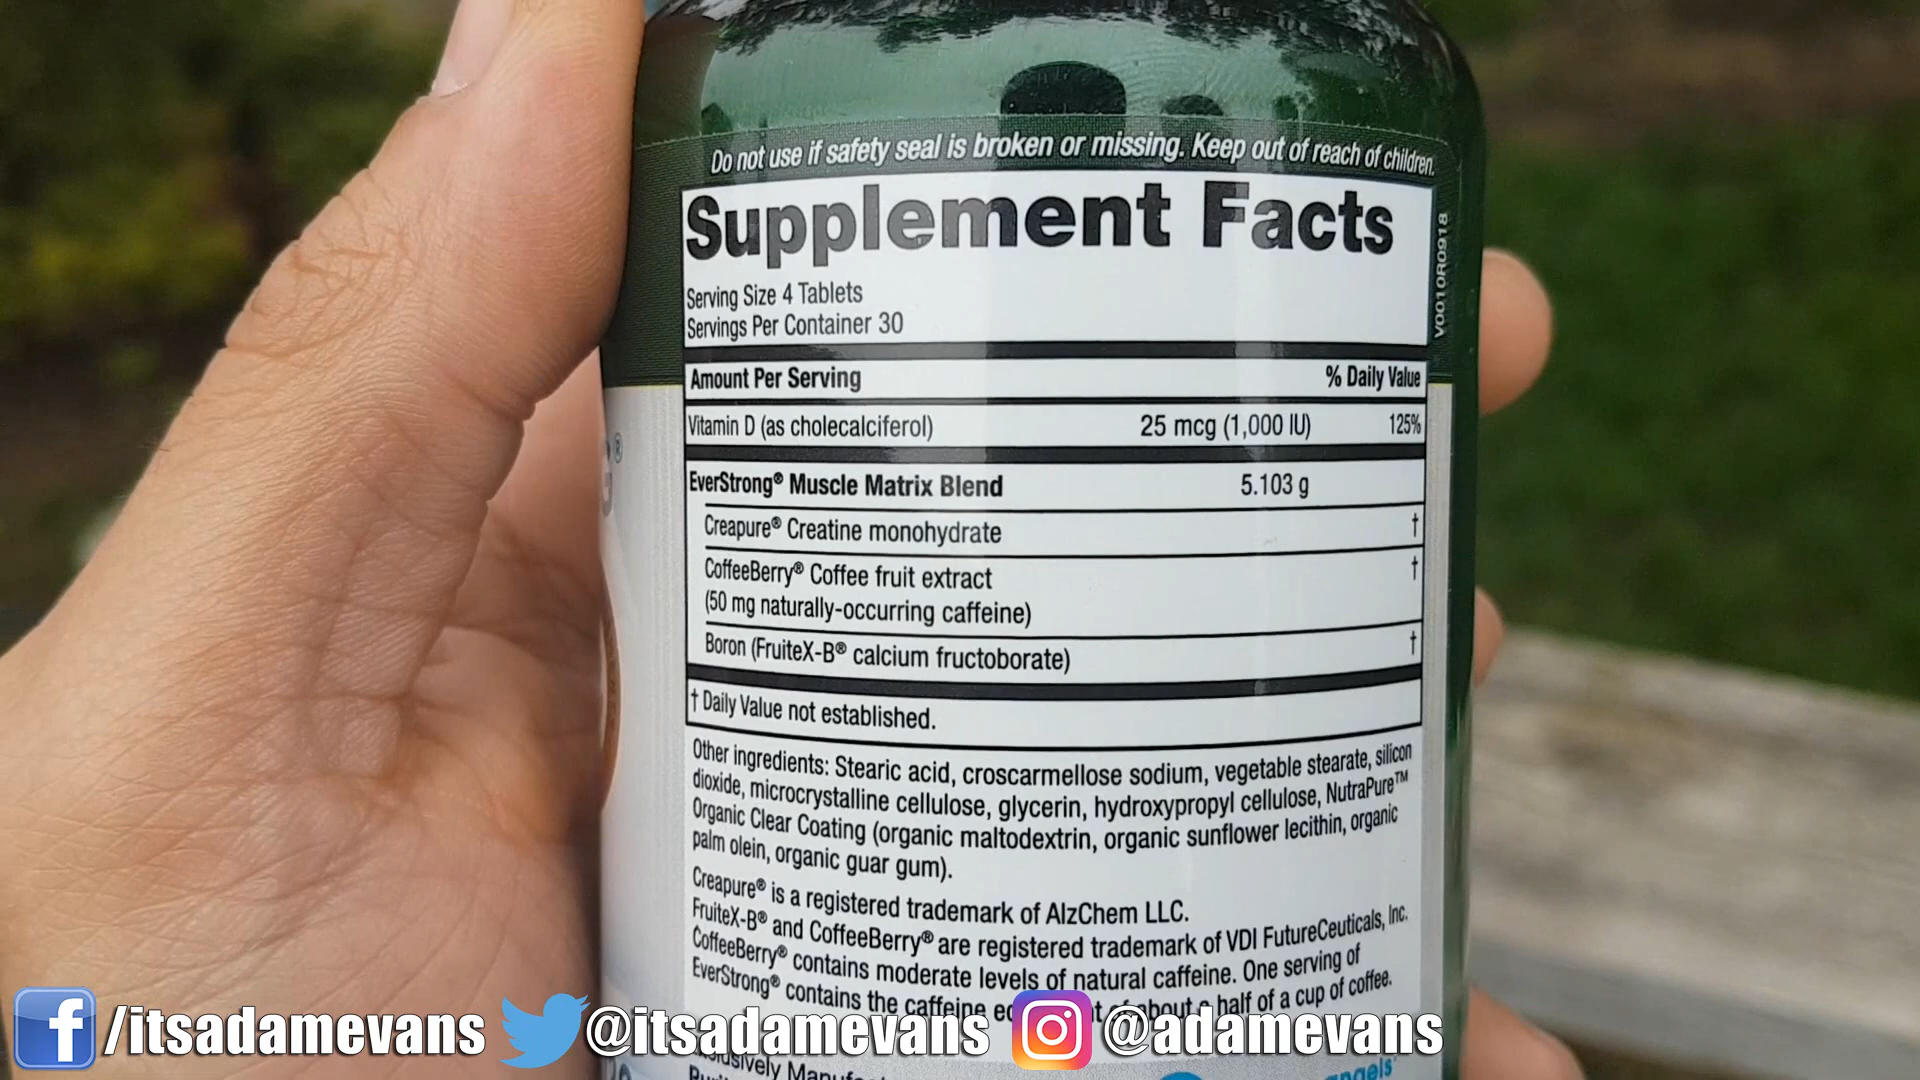 Do not use if safety seal is broken or missing. Keep out of reach of children.
Supplement Facts
V0010R0918
Serving Size 4 Tablets
Servings Per Container 30
Amount Per Serving % Daily Value
Vitamin D (as cholecalciferol) 25 mcg (1,000 IU) 125%
EverStrong® Muscle Matrix Blend 5.103 g
Creapure® Creatine monohydrate †
CoffeeBerry® Coffee fruit extract †
(50 mg naturally-occurring caffeine)
Boron (FruiteX-B® calcium fructoborate) †
† Daily Value not established.
Other ingredients: Stearic acid, croscarmellose sodium, vegetable stearate, silicon
dioxide, microcrystalline cellulose, glycerin, hydroxypropyl cellulose, NutraPure™
Organic Clear Coating (organic maltodextrin, organic sunflower lecithin, organic
palm olein, organic guar gum).
Creapure® is a registered trademark of AlzChem LLC.
FruiteX-B® and CoffeeBerry® are registered trademark of VDI FutureCeuticals, Inc.
CoffeeBerry® contains moderate levels of natural caffeine. One serving of
EverStrong® contains the caffeine about a half of a cup of coffee.
/itsadamevans @itsadamevans @adamevans